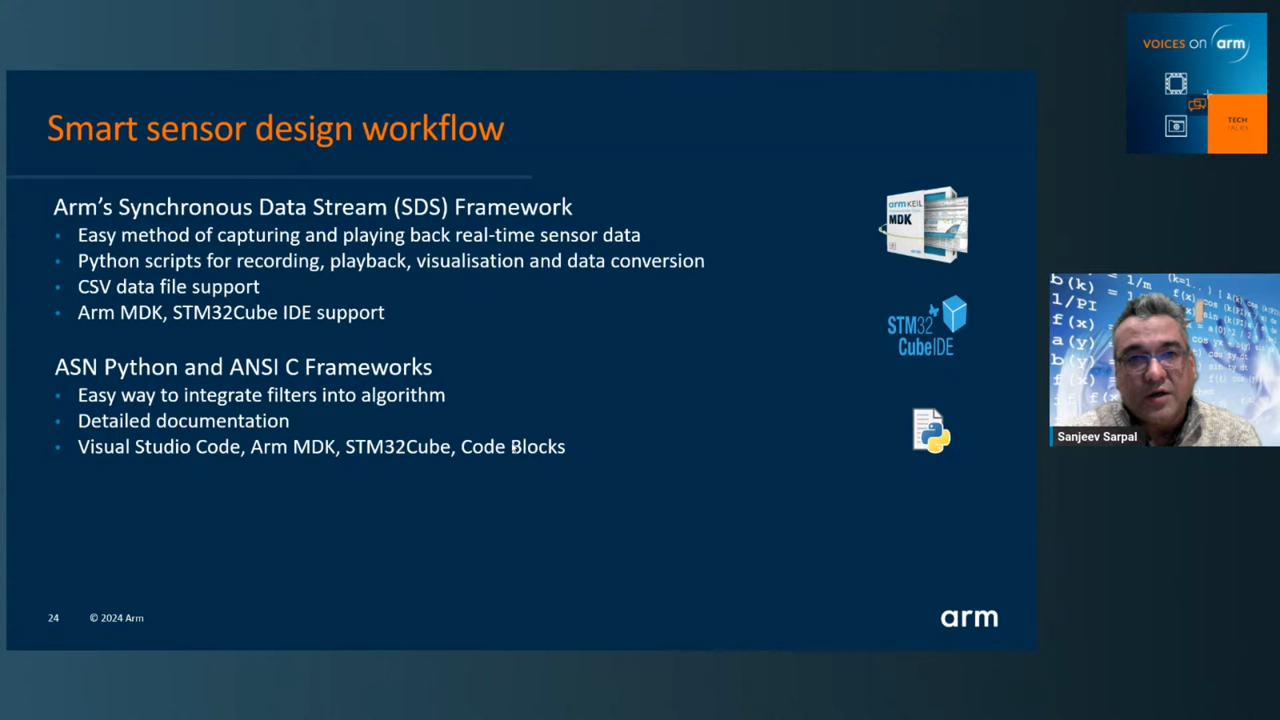 VOICES on arm
TECH
TALKS
Smart sensor design workflow
Arm's Synchronous Data Stream (SDS) Framework
Easy method of capturing and playing back real-time sensor data
Python scripts for recording, playback, visualisation and data conversion
CSV data file support
Arm MDK, STM32Cube IDE support
ASN Python and ANSI C Frameworks
Easy way to integrate filters into algorithm
Detailed documentation
Visual Studio Code, Arm MDK, STM32Cube, Code Blocks
arm KEIL
MDK
STM32
CubeIDE
b(k)
1/m
(k=1..
1/PI
f(x)
a(y)
b(y)
f(x)
Sanjeev Sarpal
24
© 2024 Arm
arm